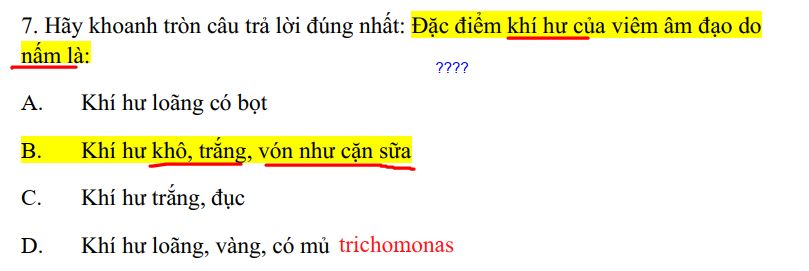 7. Hãy khoanh tròn câu trả lời đúng nhất: Đặc điểm khí hư của viêm âm đạo do
nấm là:
????
A. Khí hư loãng có bọt
B. Khí hư khô, trắng, vón như cặn sữa
C. Khí hư trắng, đục
D. Khí hư loãng, vàng, có mủ trichomonas